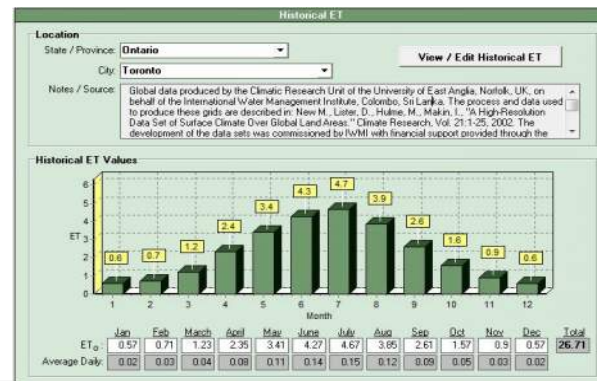 Historical ET
Location
State / Province: Ontario
View / Edit Historical ET
City: Toronto
Notes / Source: Global data produced by the Climatic Research Unit of the University of East Anglia, Norfolk, UK, on
behalf of the International Water Management Institute, Colombo, Sri Lanka. The process and data used
to produce these grids are described in: New M., Lister, D., Hulme, M., Makin, I., "A High-Resolution
Data Set of Surface Climate Over Global Land Areas." Climate Research, Vol. 21:1-25, 2002. The
development of the data sets was commissioned by IWMI with financial support provided through the
Historical ET Values
6
5
4
ET 3
2
1
0
0.6 0.7 1.2 2.4 3.4 4.3 4.7 3.9 2.6 1.6 0.9 0.6
1 2 3 4 5 6 7 8 9 10 11 12
Month
Jan Feb March April May June July Aug Sep Oct Nov Dec Total
ETo: 0.57 0.71 1.23 2.35 3.41 4.27 4.67 3.85 2.61 1.57 0.9 0.57 26.71
Average Daily: 0.02 0.03 0.04 0.08 0.11 0.14 0.15 0.12 0.09 0.05 0.03 0.02